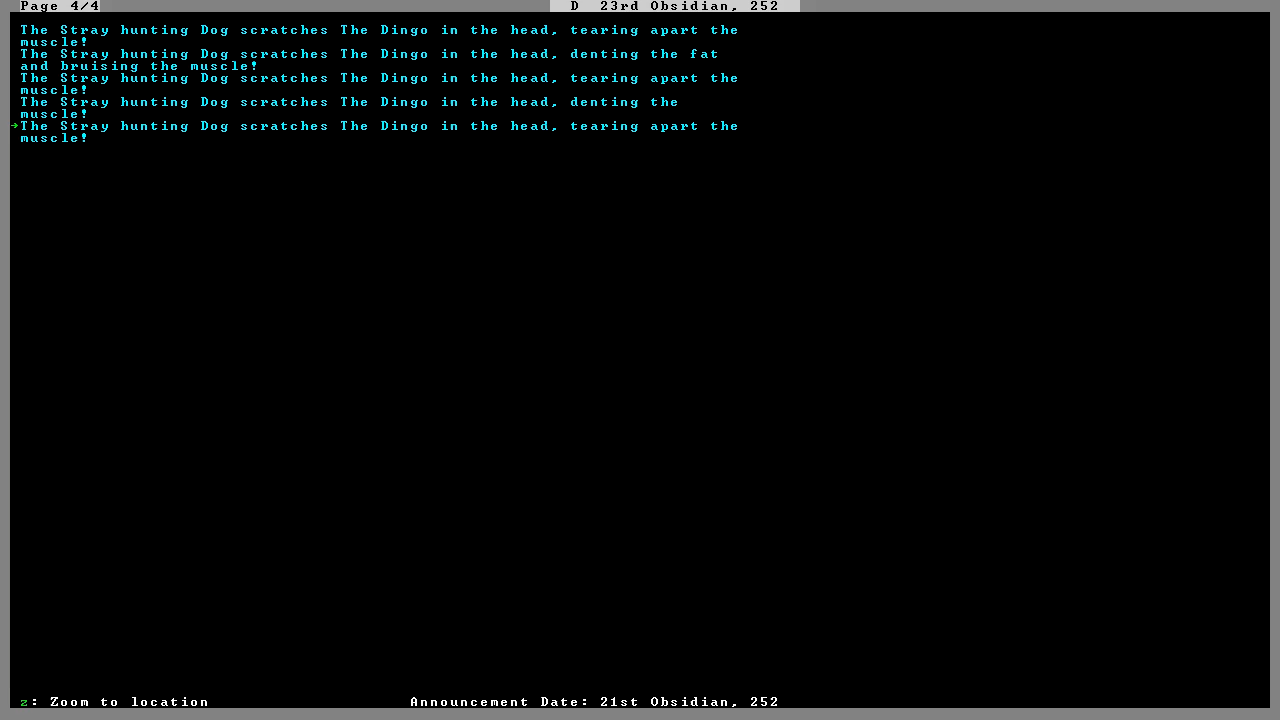 Page 4/4 D 23rd Obsidian, 252
The Stray hunting Dog scratches The Dingo in the head, tearing apart the
muscle!
The Stray hunting Dog scratches The Dingo in the head, denting the fat
and bruising the muscle!
The Stray hunting Dog scratches The Dingo in the head, tearing apart the
muscle!
The Stray hunting Dog scratches The Dingo in the head, denting the
muscle!
→The Stray hunting Dog scratches The Dingo in the head, tearing apart the
muscle!
z: Zoom to location Announcement Date: 21st Obsidian, 252